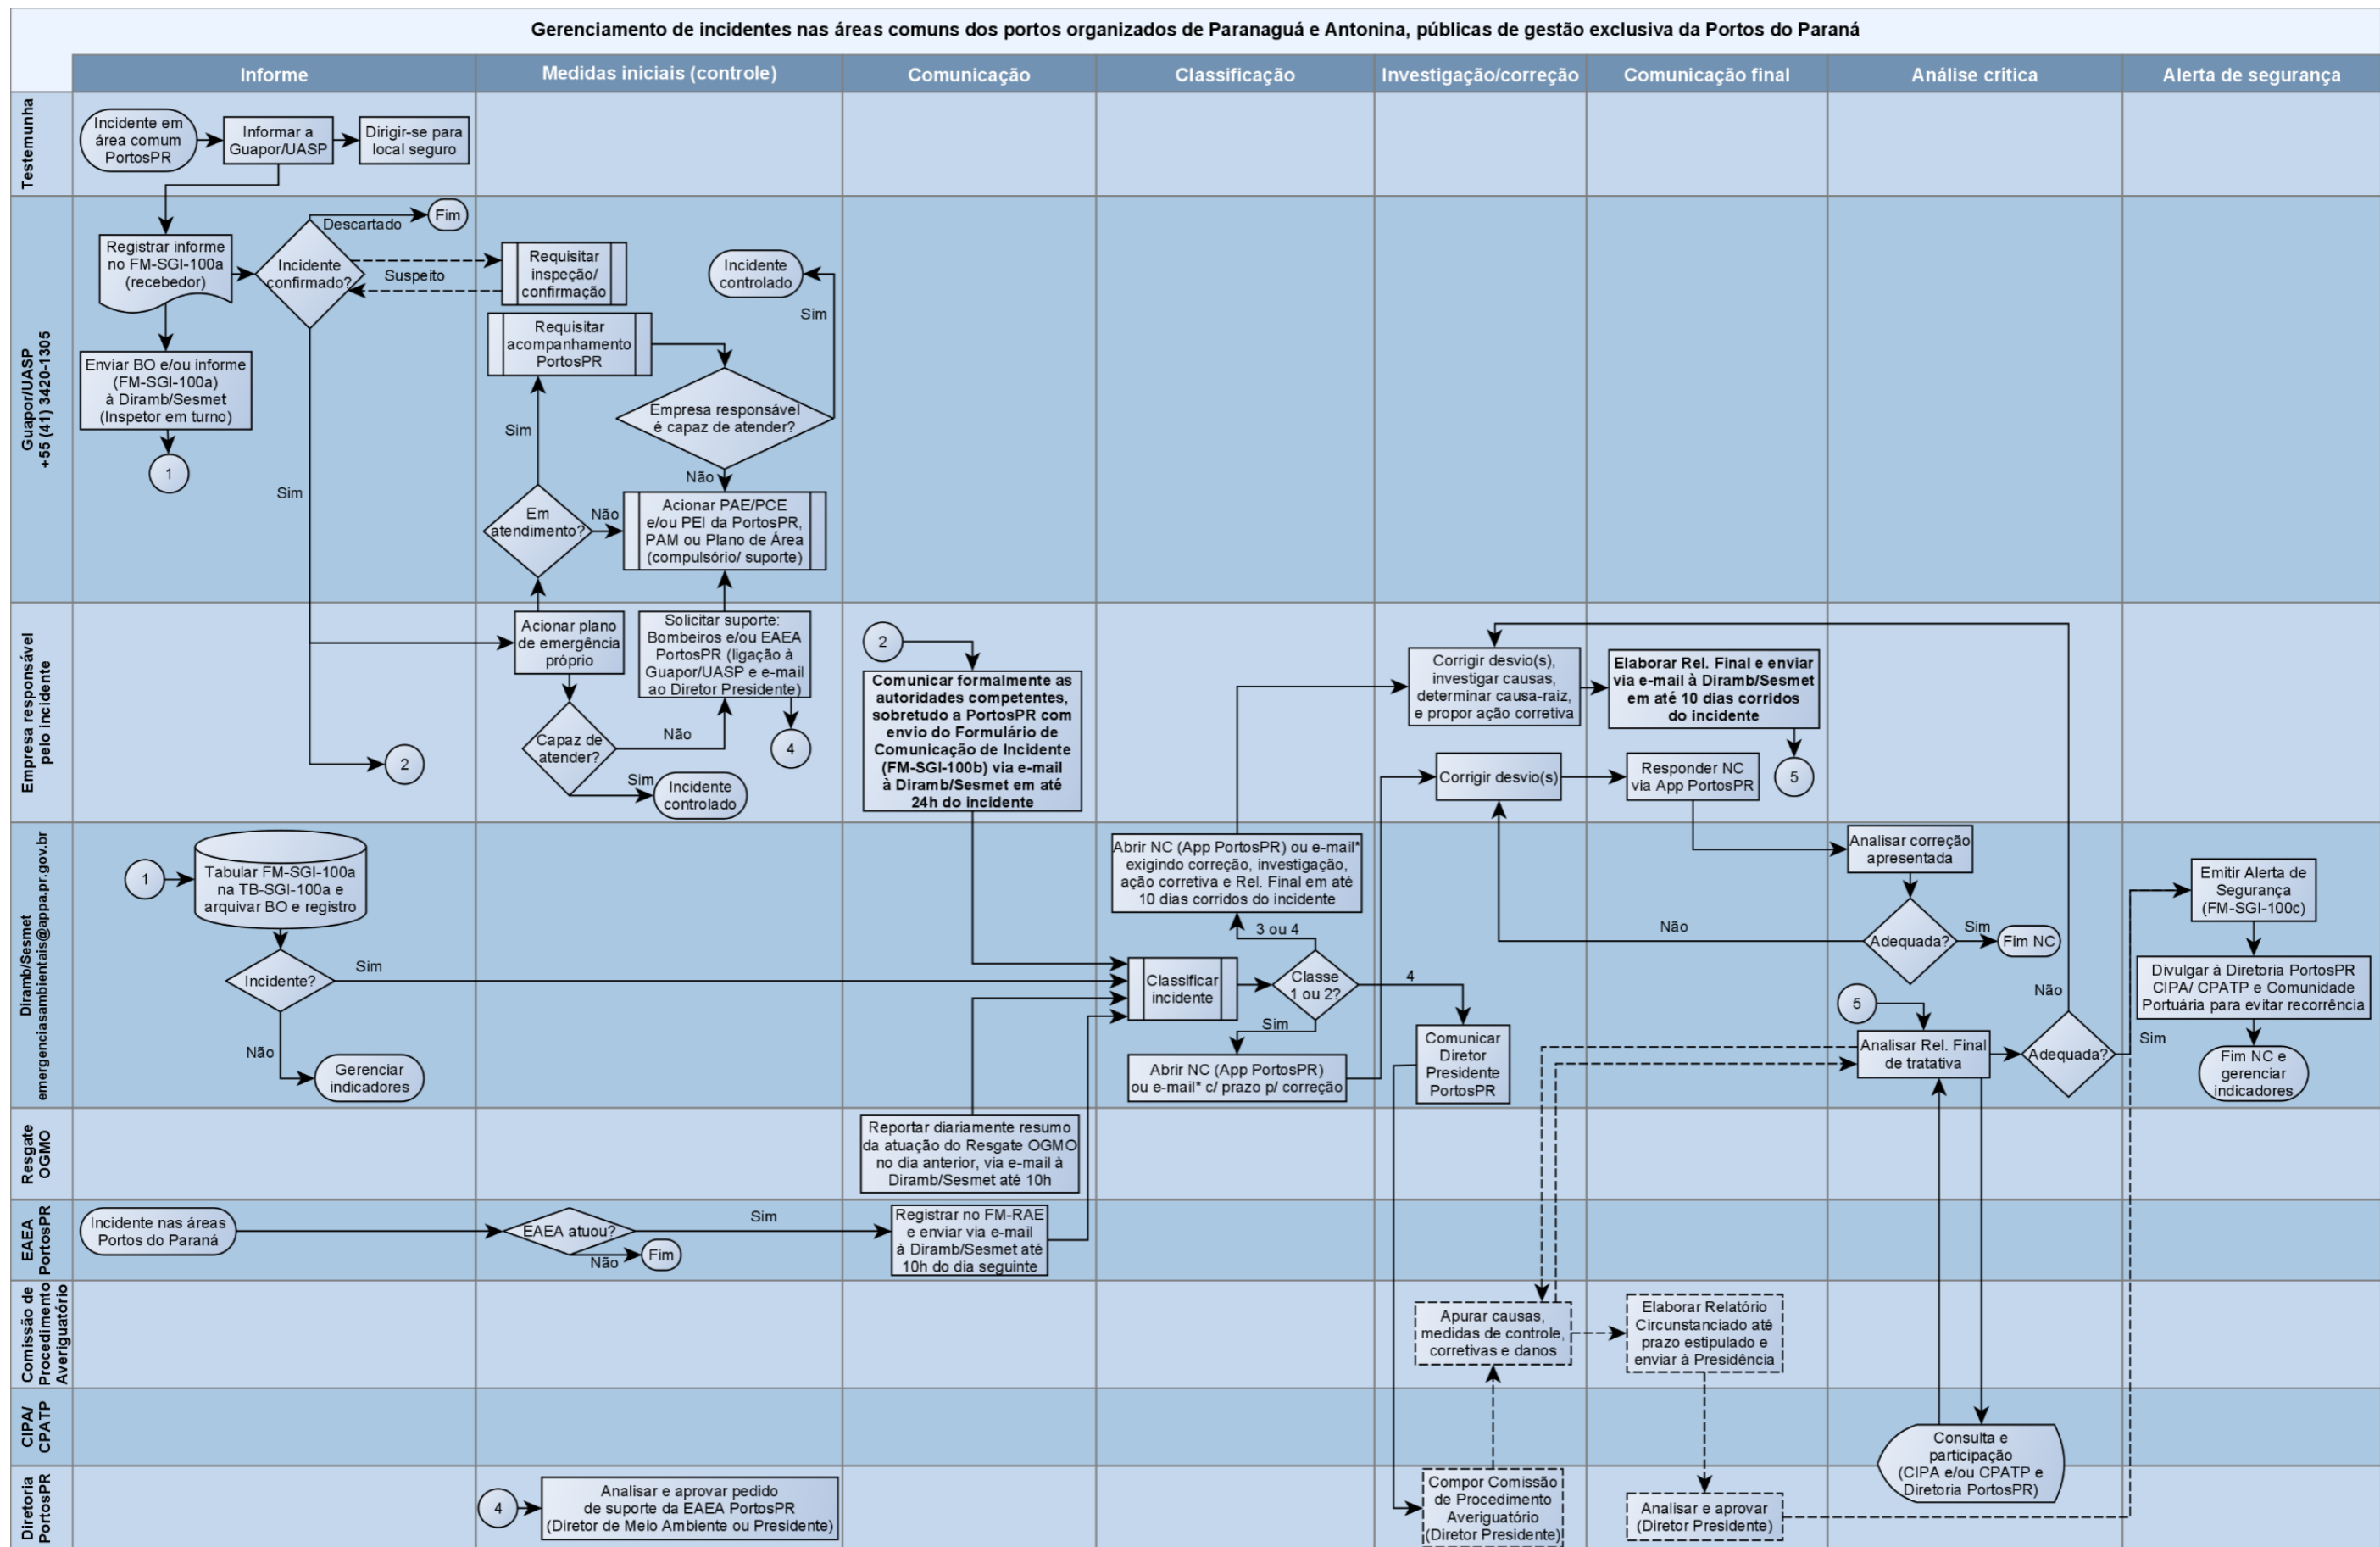 Gerenciamento de incidentes nas áreas comuns dos portos organizados de Paranaguá e Antonina, públicas de gestão exclusiva da Portos do Paraná
Informe
Medidas iniciais (controle)
Comunicação
Classificação
Investigação/correção
Comunicação final
Análise critica
Alerta de segurança
Testemunha
Incidente em
área comum
PortosPR
Informar a
Guapor/UASP
Dirigir-se para
local seguro
Guapor/UASP
+55 (41) 3420-1305
Registrar informe
no FM-SGI-100a
(recebedor)
Incidente
confirmado?
Descartado
Fim
Suspeito
Sim
Enviar BO e/ou informe
(FM-SGI-100a)
à Diramb/Sesmet
(Inspetor em turno)
1
Requisitar
inspeção/
confirmação
Requisitar
acompanhamento
PortosPR
Incidente
controlado
Sim
Empresa responsável
é capaz de atender?
Não
Sim
Em
atendimento?
Não
Acionar PAE/PCE
e/ou PEI da PortosPR,
PAM ou Plano de Área
(compulsório/ suporte)
Empresa responsável
pelo incidente
2
Acionar plano
de emergência
próprio
Capaz de
atender?
Não
Sim
Incidente
controlado
Solicitar suporte:
Bombeiros e/ou EAEA
PortosPR (ligação à
Guapor/UASP e e-mail
ao Diretor Presidente)
4
2
Comunicar formalmente as
autoridades competentes,
sobretudo a PortosPR com
envio do Formulário de
Comunicação de Incidente
(FM-SGI-100b) via e-mail
à Diramb/Sesmet em até
24h do incidente
Corrigir desvio(s),
investigar causas,
determinar causa-raiz,
e propor ação corretiva
Elaborar Rel. Final e enviar
via e-mail à Diramb/Sesmet
em até 10 dias corridos
do incidente
5
Corrigir desvio(s)
Responder NC
via App PortosPR
Diramb/Sesmet
emergenciasambientais@appa.pr.gov.br
1
Tabular FM-SGI-100a
na TB-SGI-100a e
arquivar BO e registro
Incidente?
Sim
Não
Gerenciar
indicadores
Abrir NC (App PortosPR) ou e-mail*
exigindo correção, investigação,
ação corretiva e Rel. Final em até
10 dias corridos do incidente
3 ou 4
Classificar
incidente
Classe
1 ou 2?
4
Sim
Abrir NC (App PortosPR)
ou e-mail* c/ prazo p/ correção
Comunicar
Diretor
Presidente
PortosPR
Analisar correção
apresentada
Não
Adequada?
Sim
Fim NC
5
Analisar Rel. Final
de tratativa
Adequada?
Não
Sim
Emitir Alerta de
Segurança
(FM-SGI-100c)
Divulgar à Diretoria PortosPR
CIPA/ CPATP e Comunidade
Portuária para evitar recorrência
Fim NC e
gerenciar
indicadores
Resgate
OGMO
Reportar diariamente resumo
da atuação do Resgate OGMO
no dia anterior, via e-mail à
Diramb/Sesmet até 10h
EAEA
PortosPR
Incidente nas áreas
Portos do Paraná
EAEA atuou?
Sim
Não
Fim
Registrar no FM-RAE
e enviar via e-mail
à Diramb/Sesmet até
10h do dia seguinte
Comissão de
Procedimento
Averiguatório
Apurar causas,
medidas de controle,
corretivas e danos
Elaborar Relatório
Circunstanciado até
prazo estipulado e
enviar à Presidência
CIPA/
CPATP
Consulta e
participação
(CIPA e/ou CPATP e
Diretoria PortosPR)
Diretoria
PortosPR
4
Analisar e aprovar pedido
de suporte da EAEA PortosPR
(Diretor de Meio Ambiente ou Presidente)
Compor Comissão
de Procedimento
Averiguatório
(Diretor Presidente)
Analisar e aprovar
(Diretor Presidente)